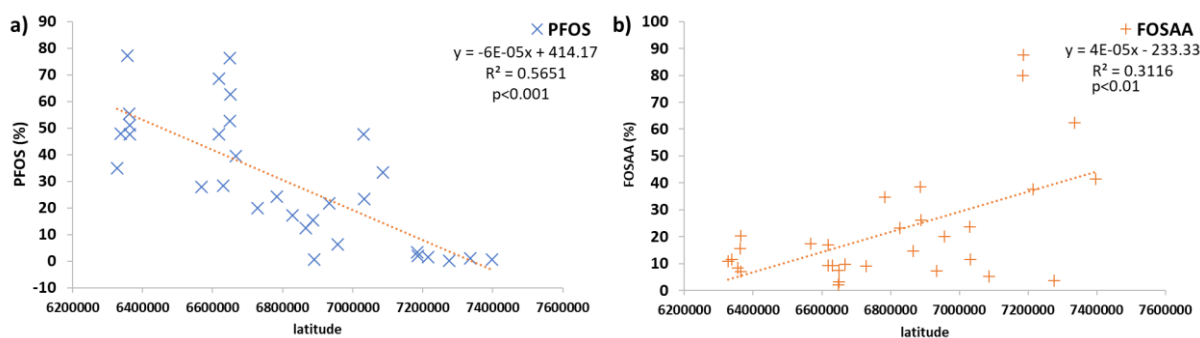 a)
PFOS
y = -6E-05x + 414.17
R² = 0.5651
p<0.001
PFOS (%)
90
80
70
60
50
40
30
20
10
0
-10
6200000 6400000 6600000 6800000 7000000 7200000 7400000 7600000
latitude
b)
FOSAA
y = 4E-05x - 233.33
R² = 0.3116
p<0.01
FOSAA (%)
100
90
80
70
60
50
40
30
20
10
0
6200000 6400000 6600000 6800000 7000000 7200000 7400000 7600000
latitude